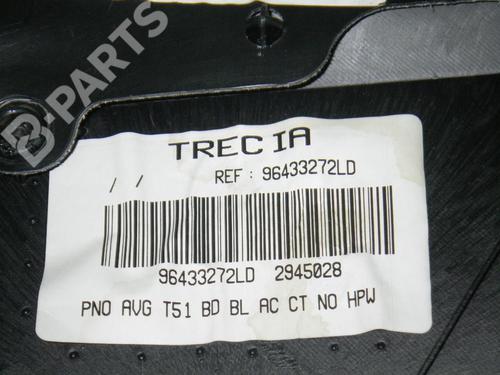 B-PARTS
TRECIA
/ / REF : 96433272LD
96433272LD 2945028
PNO AVG T51 BD BL AC CT NO HPW